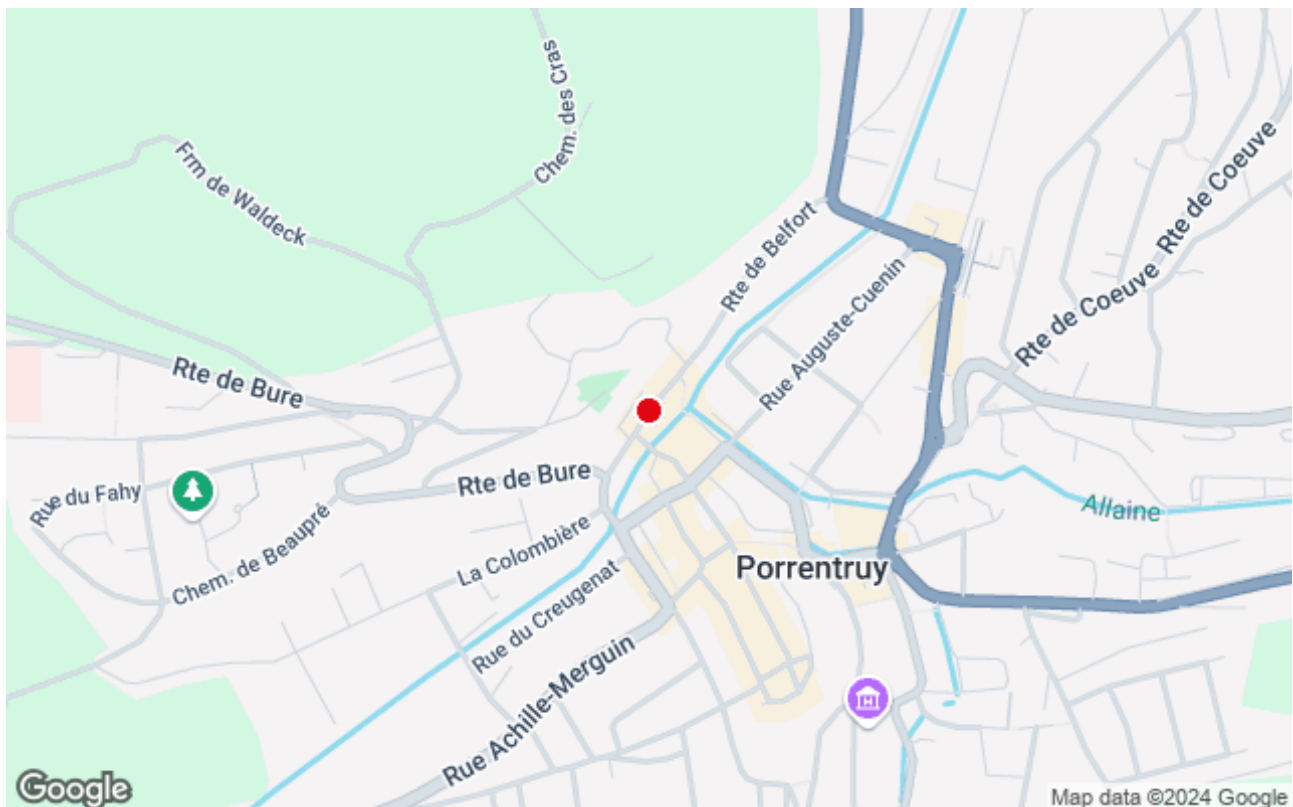 Chem. des Cras
Frm de Waldeck
Rte de Coeuve
Rte de Coeuve
Rte de Belfort
Rue Auguste-Cuenin
Rte de Bure
Rte de Bure
Rue du Fahy
Allaine
La Colombière
Chem. de Beaupré
Porrentruy
Rue du Creugenat
Rue Achille-Merguin
Google
Map data ©2024 Google